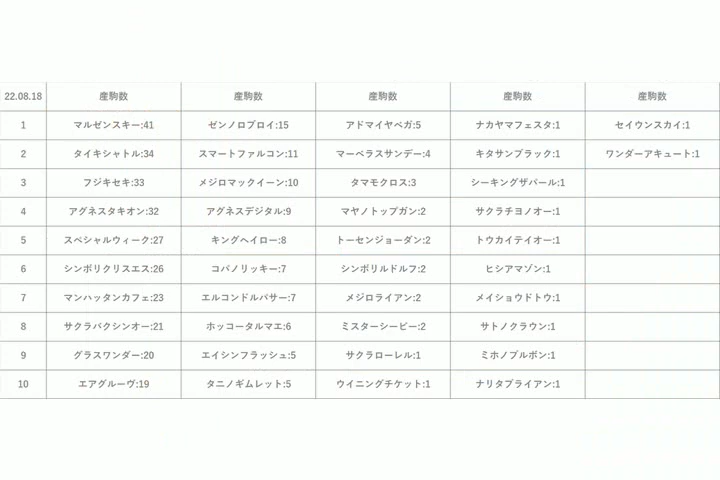 22.08.18 産駒数 産駒数 産駒数 産駒数 産駒数
1 マルゼンスキー:41 ゼンノロブロイ:15 アドマイヤベガ:5 ナカヤマフェスタ:1 セイウンスカイ:1
2 タイキシャトル:34 スマートファルコン:11 マーベラスサンデー:4 キタサンブラック:1 ワンダーアキュート:1
3 フジキセキ:33 メジロマックイーン:10 タマモクロス:3 シーキングザパール:1
4 アグネスタキオン:32 アグネスデジタル:9 マヤノトップガン:2 サクラチヨノオー:1
5 スペシャルウィーク:27 キングヘイロー:8 トーセンジョーダン:2 トウカイテイオー:1
6 シンボリクリスエス:26 コパノリッキー:7 シンボリルドルフ:2 ヒシアマゾン:1
7 マンハッタンカフェ:23 エルコンドルパサー:7 メジロライアン:2 メイショウドトウ:1
8 サクラバクシンオー:21 ホッコータルマエ:6 ミスターシービー:2 サトノクラウン:1
9 グラスワンダー:20 エイシンフラッシュ:5 サクラローレル:1 ミホノブルボン:1
10 エアグルーヴ:19 タニノギムレット:5 ウイニングチケット:1 ナリタブライアン:1